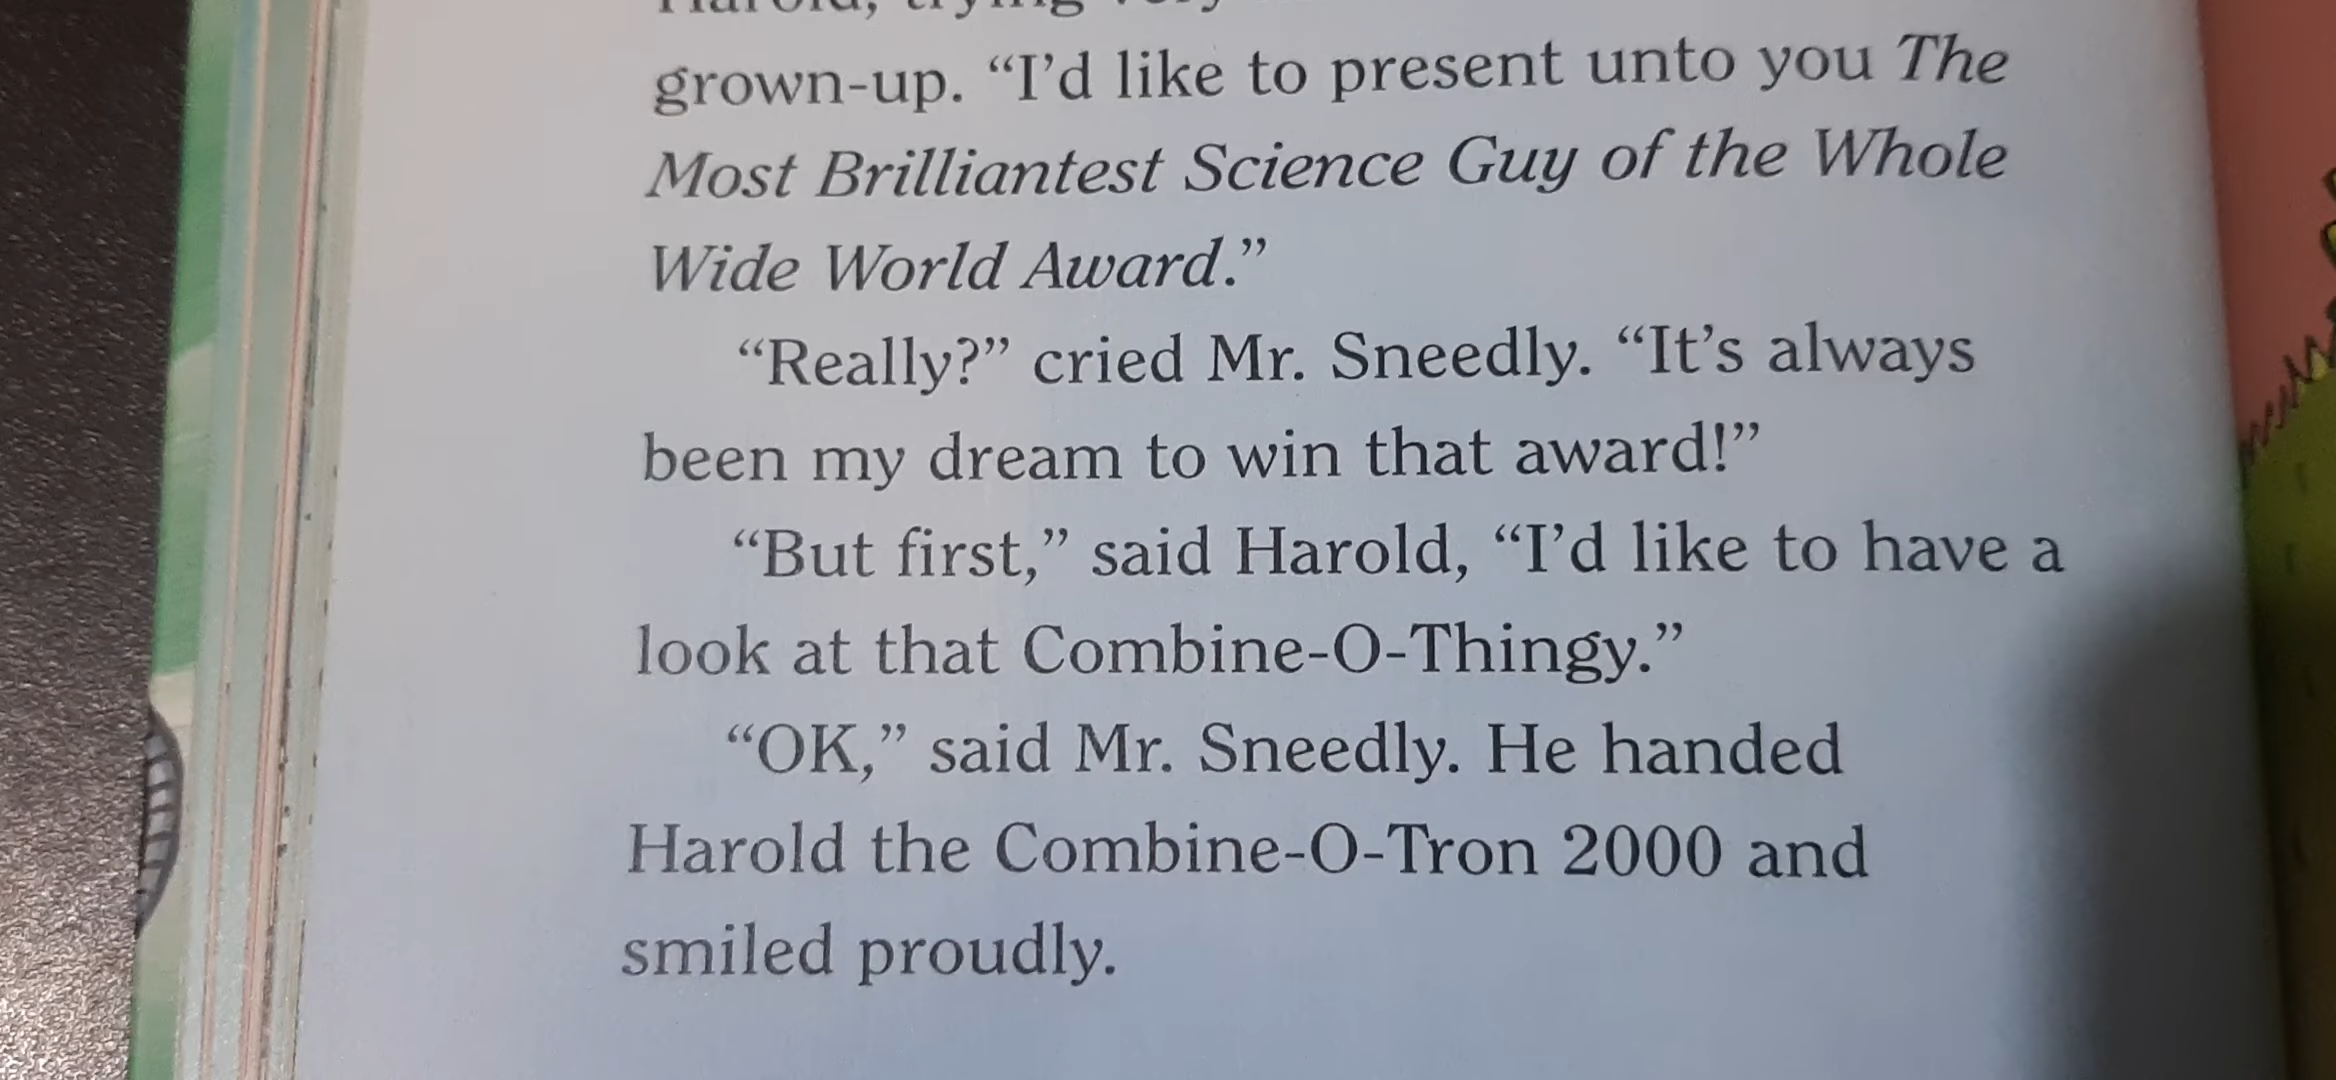 Harold, trying very
grown-up. “I’d like to present unto you The
Most Brilliantest Science Guy of the Whole
Wide World Award.”
“Really?” cried Mr. Sneedly. “It’s always
been my dream to win that award!”
“But first,” said Harold, “I’d like to have a
look at that Combine-O-Thingy.”
“OK,” said Mr. Sneedly. He handed
Harold the Combine-O-Tron 2000 and
smiled proudly.